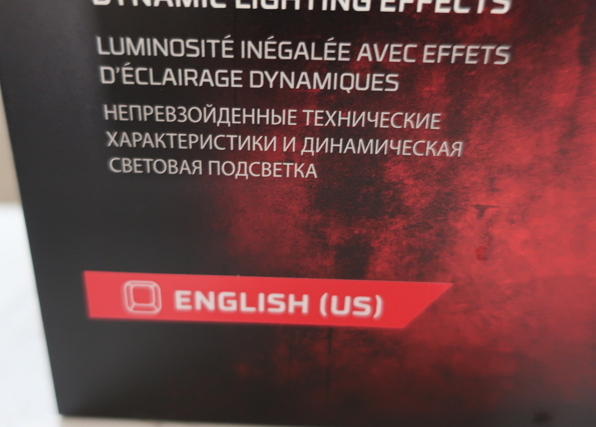 DYNAMIC LIGHTING EFFECTS
LUMINOSITÉ INÉGALÉE AVEC EFFETS
D'ÉCLAIRAGE DYNAMIQUES
НЕПРЕВЗОЙДЕННЫЕ ТЕХНИЧЕСКИЕ
ХАРАКТЕРИСТИКИ И ДИНАМИЧЕСКАЯ
СВЕТОВАЯ ПОДСВЕТКА
ENGLISH (US)